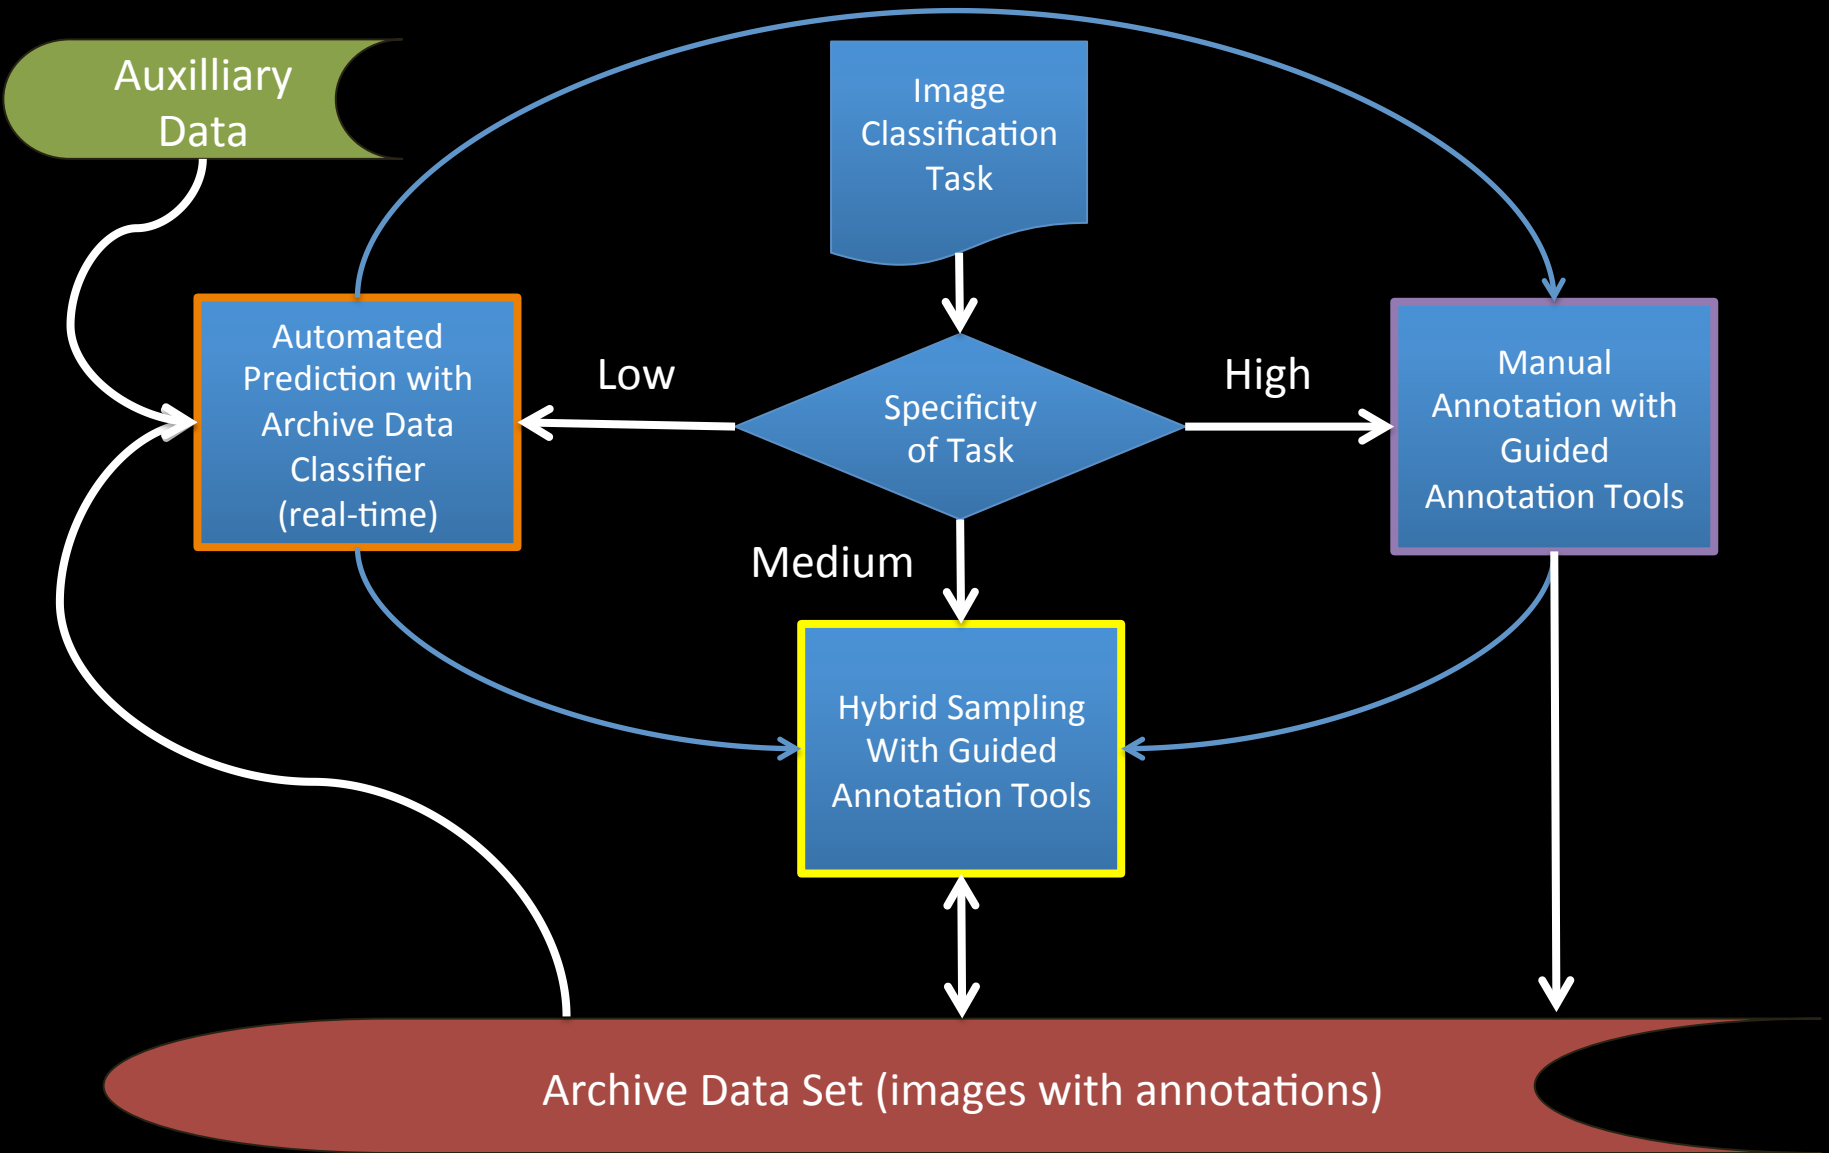 Auxilliary
Data
Image
Classification
Task
Automated
Prediction with
Archive Data
Classifier
(real-time)
Low
Specificity
of Task
High
Manual
Annotation with
Guided
Annotation Tools
Medium
Hybrid Sampling
With Guided
Annotation Tools
Archive Data Set (images with annotations)